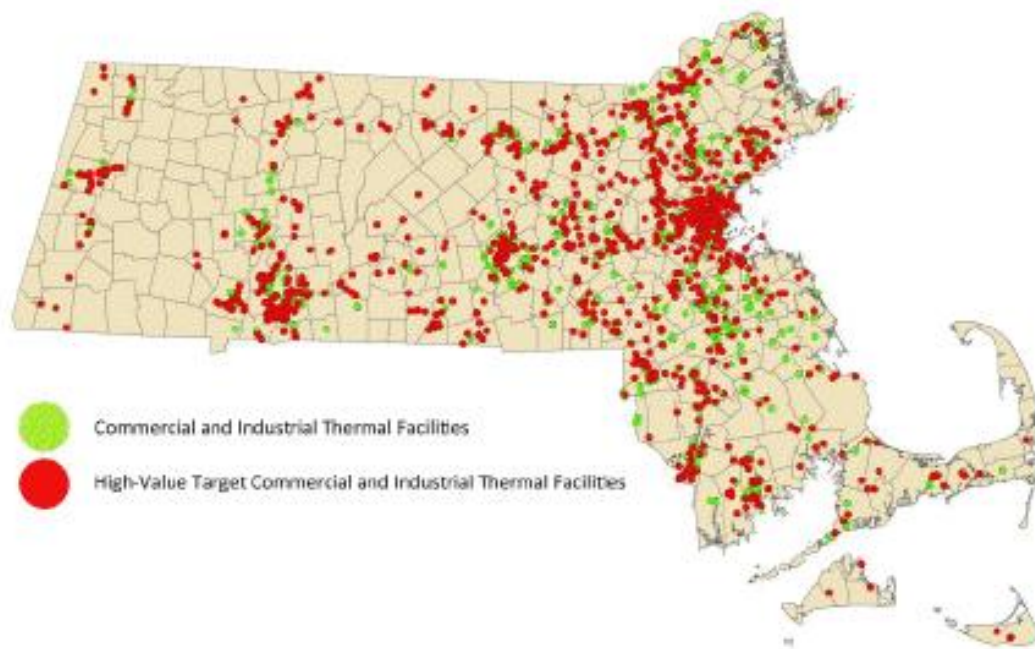 Commercial and Industrial Thermal Facilities
High-Value Target Commercial and Industrial Thermal Facilities